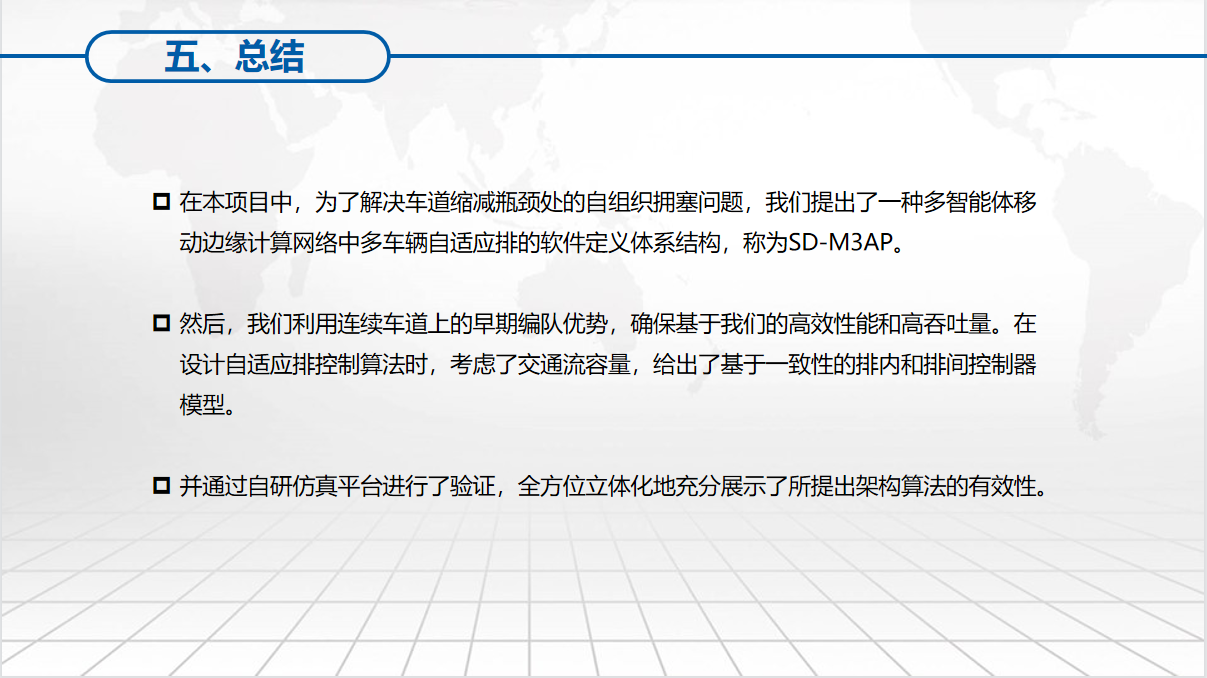 五、总结
在本项目中，为了解决车道缩减瓶颈处的自组织拥塞问题，我们提出了一种多智能体移
动边缘计算网络中多车辆自适应排的软件定义体系结构，称为SD-M3AP。
然后，我们利用连续车道上的早期编队优势，确保基于我们的高效性能和高吞吐量。在
设计自适应排控制算法时，考虑了交通流容量，给出了基于一致性的排内和排间控制器
模型。
并通过自研仿真平台进行了验证，全方位立体化地充分展示了所提出架构算法的有效性。